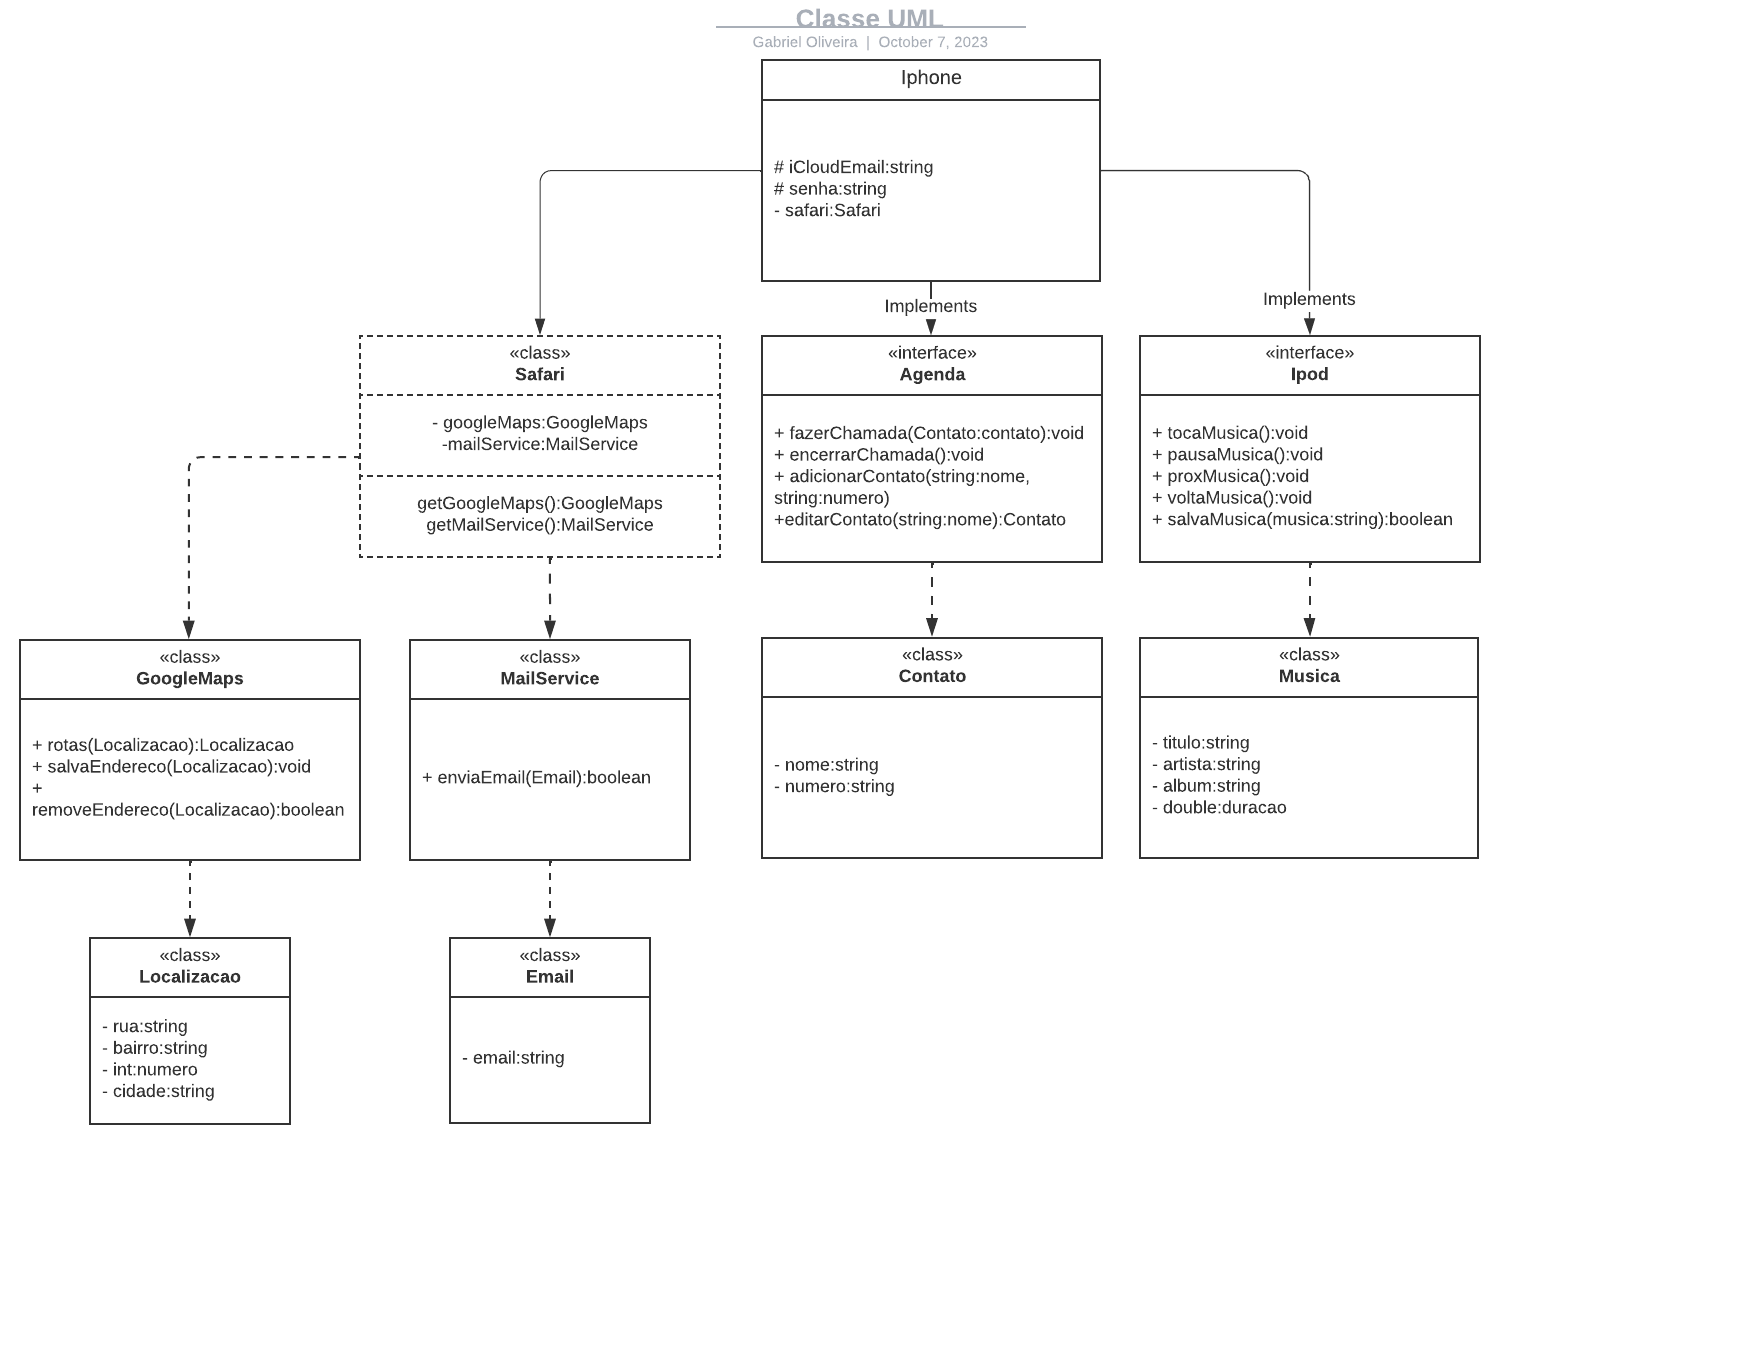 Classe UML
Gabriel Oliveira | October 7, 2023
Iphone
# iCloudEmail:string
# senha:string
- safari:Safari
Implements
Implements
«class»
Safari
- googleMaps:GoogleMaps
-mailService:MailService
getGoogleMaps():GoogleMaps
getMailService():MailService
«interface»
Agenda
+ fazerChamada(Contato:contato):void
+ encerrarChamada():void
+ adicionarContato(string:nome,
string:numero)
+editarContato(string:nome):Contato
«interface»
Ipod
+ tocaMusica():void
+ pausaMusica():void
+ proxMusica():void
+ voltaMusica():void
+ salvaMusica(musica:string):boolean
«class»
GoogleMaps
+ rotas(Localizacao):Localizacao
+ salvaEndereco(Localizacao):void
+
removeEndereco(Localizacao):boolean
«class»
MailService
+ enviaEmail(Email):boolean
«class»
Contato
- nome:string
- numero:string
«class»
Musica
- titulo:string
- artista:string
- album:string
- double:duracao
«class»
Localizacao
- rua:string
- bairro:string
- int:numero
- cidade:string
«class»
Email
- email:string